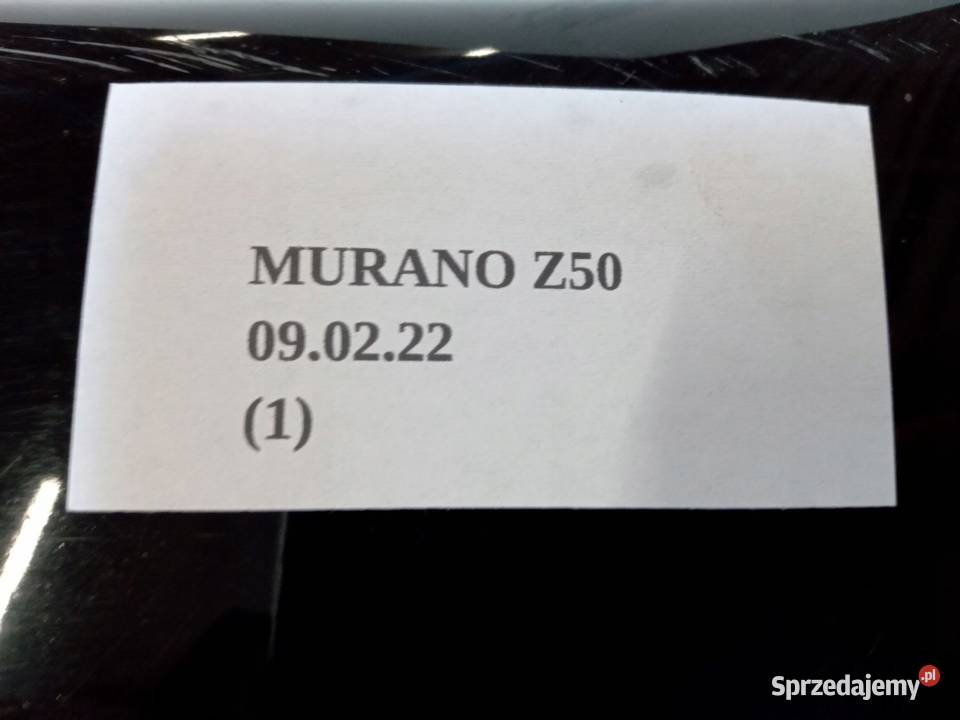 MURANO Z50
09.02.22
(1)
Sprzedajemy.pl